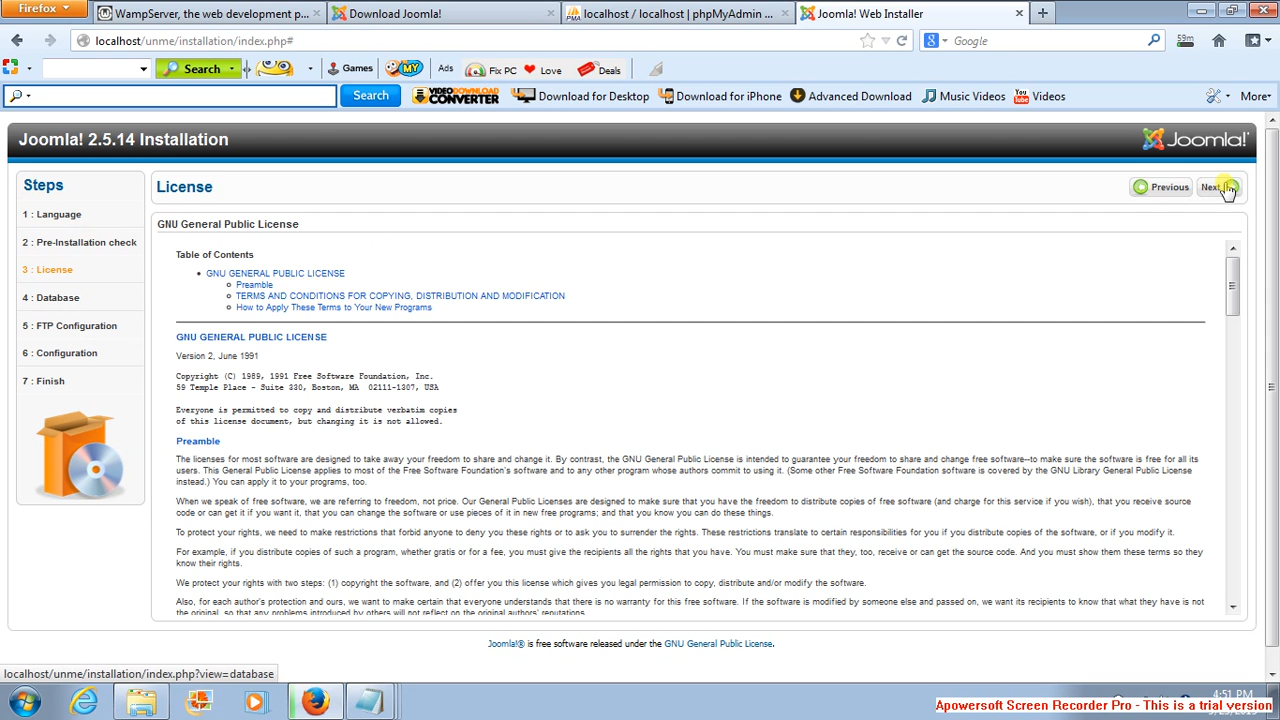 Firefox
WampServer, the web development p...
Download Joomla!
localhost / localhost | phpMyAdmin ...
Joomla! Web Installer
localhost/unme/installation/index.php#
Google
59m
Search
Games
MY
Ads
Fix PC
Love
Deals
Search
VIDEO DOWNLOAD CONVERTER
Download for Desktop
Download for iPhone
Advanced Download
Music Videos
You Tube
Videos
More
Joomla! 2.5.14 Installation
Joomla!
Steps
1 : Language
2 : Pre-Installation check
3 : License
4 : Database
5 : FTP Configuration
6 : Configuration
7 : Finish
License
Previous
Next
GNU General Public License
Table of Contents
GNU GENERAL PUBLIC LICENSE
Preamble
TERMS AND CONDITIONS FOR COPYING, DISTRIBUTION AND MODIFICATION
How to Apply These Terms to Your New Programs
GNU GENERAL PUBLIC LICENSE
Version 2, June 1991
Copyright (C) 1989, 1991 Free Software Foundation, Inc.
59 Temple Place - Suite 330, Boston, MA  02111-1307, USA
Everyone is permitted to copy and distribute verbatim copies
of this license document, but changing it is not allowed.
Preamble
The licenses for most software are designed to take away your freedom to share and change it. By contrast, the GNU General Public License is intended to guarantee your freedom to share and change free software--to make sure the software is free for all its
users. This General Public License applies to most of the Free Software Foundation's software and to any other program whose authors commit to using it. (Some other Free Software Foundation software is covered by the GNU Library General Public License
instead.) You can apply it to your programs, too.
When we speak of free software, we are referring to freedom, not price. Our General Public Licenses are designed to make sure that you have the freedom to distribute copies of free software (and charge for this service if you wish), that you receive source
code or can get it if you want it, that you can change the software or use pieces of it in new free programs; and that you know you can do these things.
To protect your rights, we need to make restrictions that forbid anyone to deny you these rights or to ask you to surrender the rights. These restrictions translate to certain responsibilities for you if you distribute copies of the software, or if you modify it.
For example, if you distribute copies of such a program, whether gratis or for a fee, you must give the recipients all the rights that you have. You must make sure that they, too, receive or can get the source code. And you must show them these terms so they
know their rights.
We protect your rights with two steps: (1) copyright the software, and (2) offer you this license which gives you legal permission to copy, distribute and/or modify the software.
Also, for each author's protection and ours, we want to make certain that everyone understands that there is no warranty for this free software. If the software is modified by someone else and passed on, we want its recipients to know that what they have is not
the original, so that any problems introduced by others will not reflect on the original authors' reputations.
Joomla!® is free software released under the GNU General Public License.
localhost/unme/installation/index.php?view=database
4:51 PM
Apowersoft Screen Recorder Pro - This is a trial version